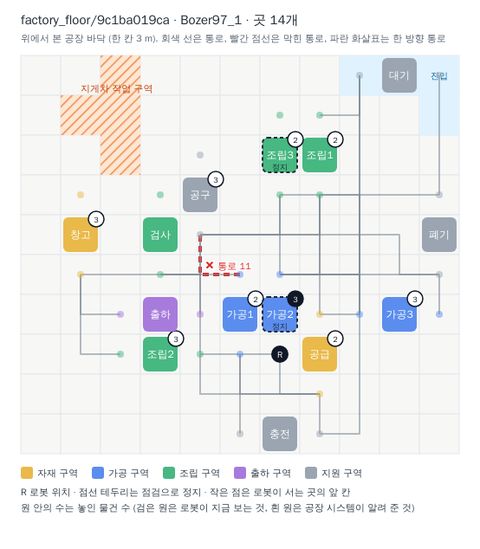 factory_floor/9c1ba019ca · Bozer97_1 · 곳 14개
위에서 본 공장 바닥 (한 칸 3 m). 회색 선은 통로, 빨간 점선은 막힌 통로, 파란 화살표는 한 방향 통로
대기
진입
지게차 작업 구역
2
2
조립3
조립1
정지
3
공구
3
창고
검사
폐기
✕ 통로 11
2
3
3
출하
가공1
가공2
가공3
정지
3
2
조립2
R
공급
충전
자재 구역
가공 구역
조립 구역
출하 구역
지원 구역
R 로봇 위치 · 점선 테두리는 점검으로 정지 · 작은 점은 로봇이 서는 곳의 앞 칸
원 안의 수는 놓인 물건 수 (검은 원은 로봇이 지금 보는 것, 흰 원은 공장 시스템이 알려 준 것)